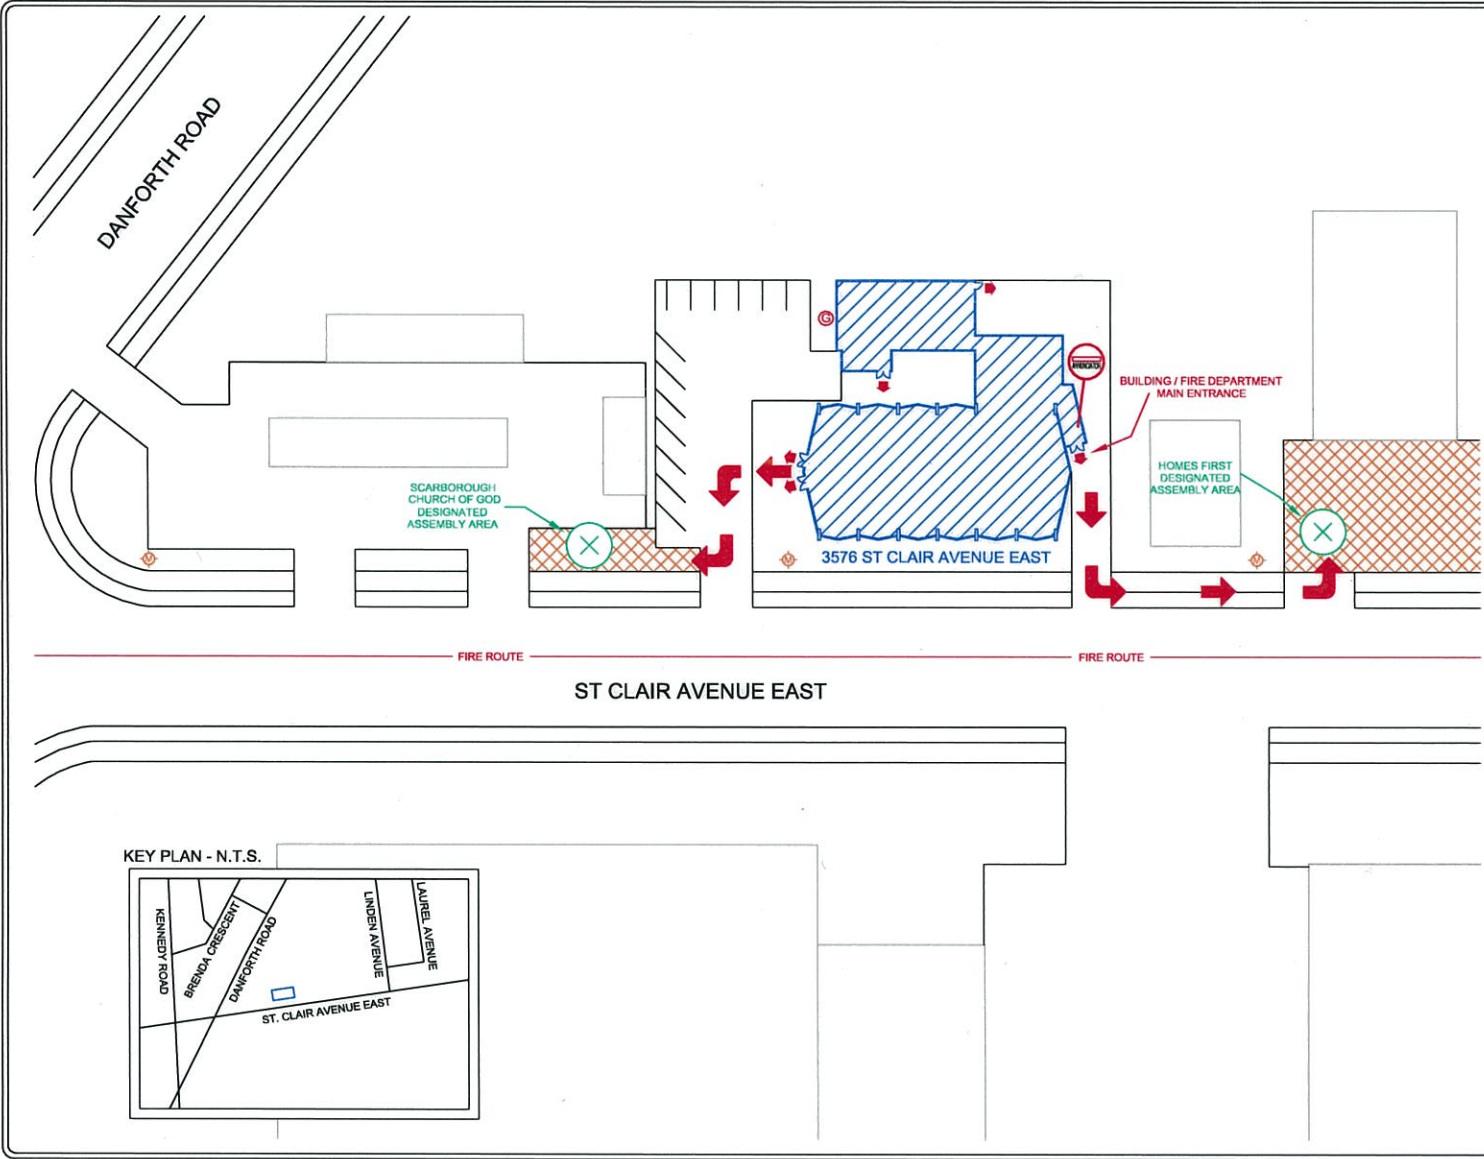 DANFORTH ROAD
G
ANNUNCIATOR
BUILDING / FIRE DEPARTMENT
MAIN ENTRANCE
SCARBOROUGH
CHURCH OF GOD
DESIGNATED
ASSEMBLY AREA
HOMES FIRST
DESIGNATED
ASSEMBLY AREA
M
M
M
3576 ST CLAIR AVENUE EAST
FIRE ROUTE
FIRE ROUTE
ST CLAIR AVENUE EAST
KEY PLAN - N.T.S.
KENNEDY ROAD
BRENDA CRESCENT
DANFORTH ROAD
LINDEN AVENUE
LAUREL AVENUE
ST. CLAIR AVENUE EAST